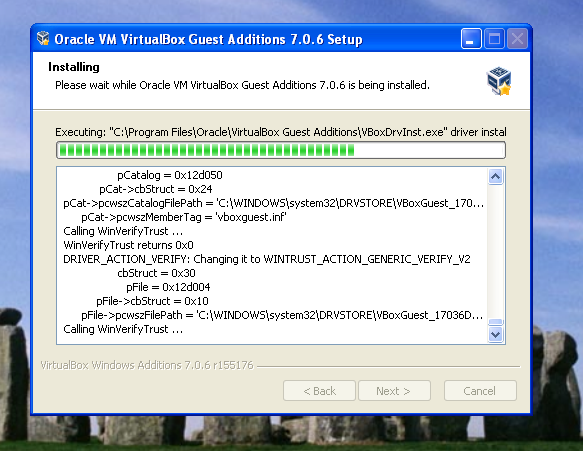 Oracle VM VirtualBox Guest Additions 7.0.6 Setup
Installing
Please wait while Oracle VM VirtualBox Guest Additions 7.0.6 is being installed.
Executing: "C:\Program Files\Oracle\VirtualBox Guest Additions\VBoxDrvInst.exe" driver instal
pCatalog = 0x12d050
pCat->cbStruct = 0x24
pCat->pcwszCatalogFilePath = 'C:\WINDOWS\system32\DRVSTORE\VBoxGuest_170...
pCat->pcwszMemberTag = 'vboxguest.inf'
Calling WinVerifyTrust ...
WinVerifyTrust returns 0x0
DRIVER_ACTION_VERIFY: Changing it to WINTRUST_ACTION_GENERIC_VERIFY_V2
cbStruct = 0x30
pFile = 0x12d004
pFile->cbStruct = 0x10
pFile->pcwszFilePath = 'C:\WINDOWS\system32\DRVSTORE\VBoxGuest_17036D...
Calling WinVerifyTrust ...
VirtualBox Windows Additions 7.0.6 r155176
< Back Next > Cancel